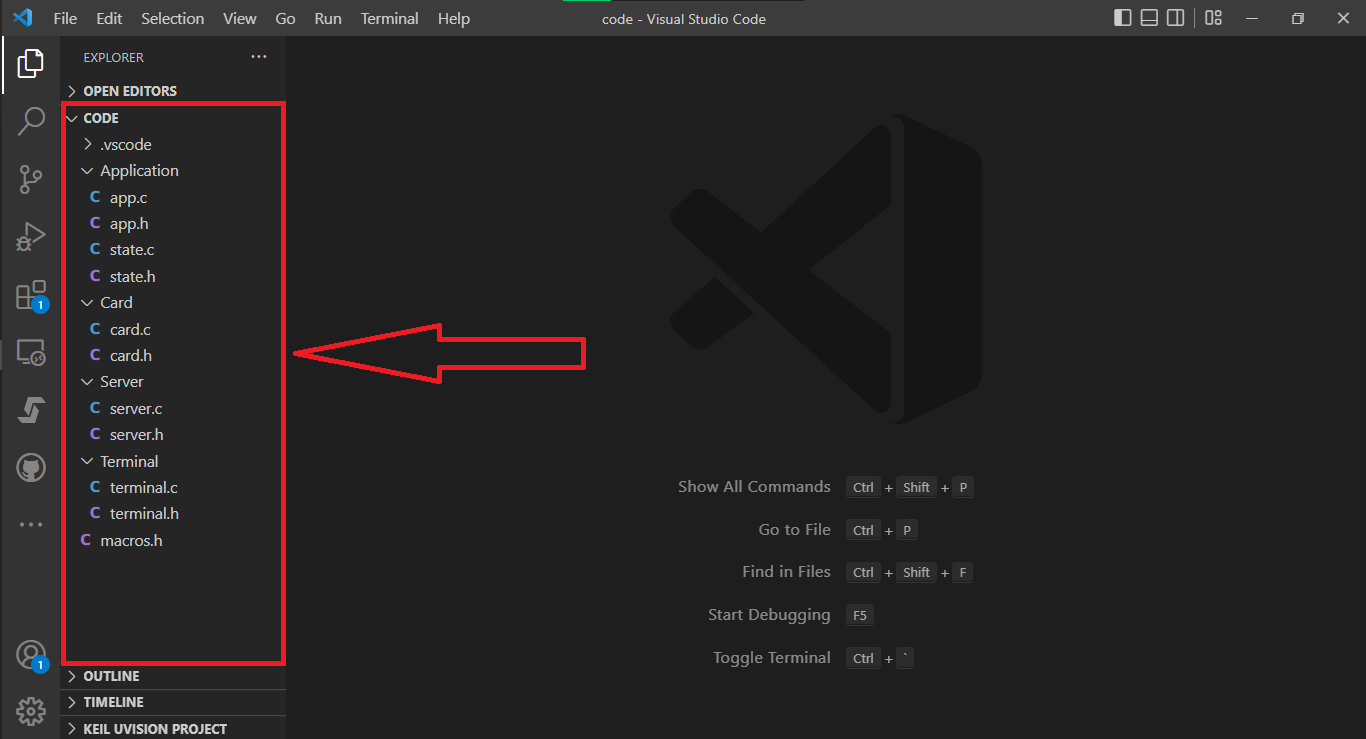 File Edit Selection View Go Run Terminal Help code - Visual Studio Code
EXPLORER ...
OPEN EDITORS
CODE
.vscode
Application
C app.c
C app.h
C state.c
C state.h
Card
C card.c
C card.h
Server
C server.c
C server.h
Terminal
C terminal.c
C terminal.h
C macros.h
OUTLINE
TIMELINE
KEIL UVISION PROJECT
1
1
Show All Commands Ctrl + Shift + P
Go to File Ctrl + P
Find in Files Ctrl + Shift + F
Start Debugging F5
Toggle Terminal Ctrl + `